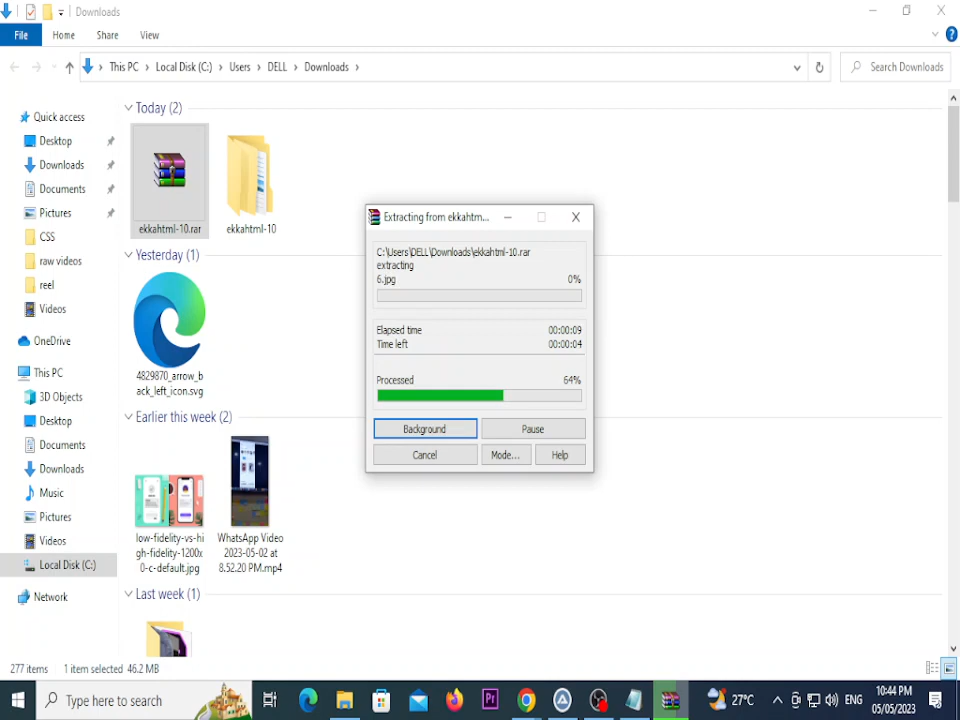 Downloads
File Home Share View
This PC Local Disk (C:) Users DELL Downloads
Search Downloads
Quick access
Desktop
Downloads
Documents
Pictures
CSS
raw videos
reel
Videos
OneDrive
This PC
3D Objects
Desktop
Documents
Downloads
Music
Pictures
Videos
Local Disk (C:)
Network
Today (2)
ekkahtml-10.rar
ekkahtml-10
Yesterday (1)
4829870_arrow_b
ack_left_icon.svg
Earlier this week (2)
low-fidelity-vs-hi
gh-fidelity-1200x
0-c-default.jpg
WhatsApp Video
2023-05-02 at
8.52.20 PM.mp4
Last week (1)
Extracting from ekkahtm...
C:\Users\DELL\Downloads\ekkahtml-10.rar
extracting
6.jpg 0%
Elapsed time 00:00:09
Time left 00:00:04
Processed 64%
Background Pause
Cancel Mode... Help
277 items 1 item selected 46.2 MB
Type here to search
Pr
27°C
ENG
10:44 PM
05/05/2023